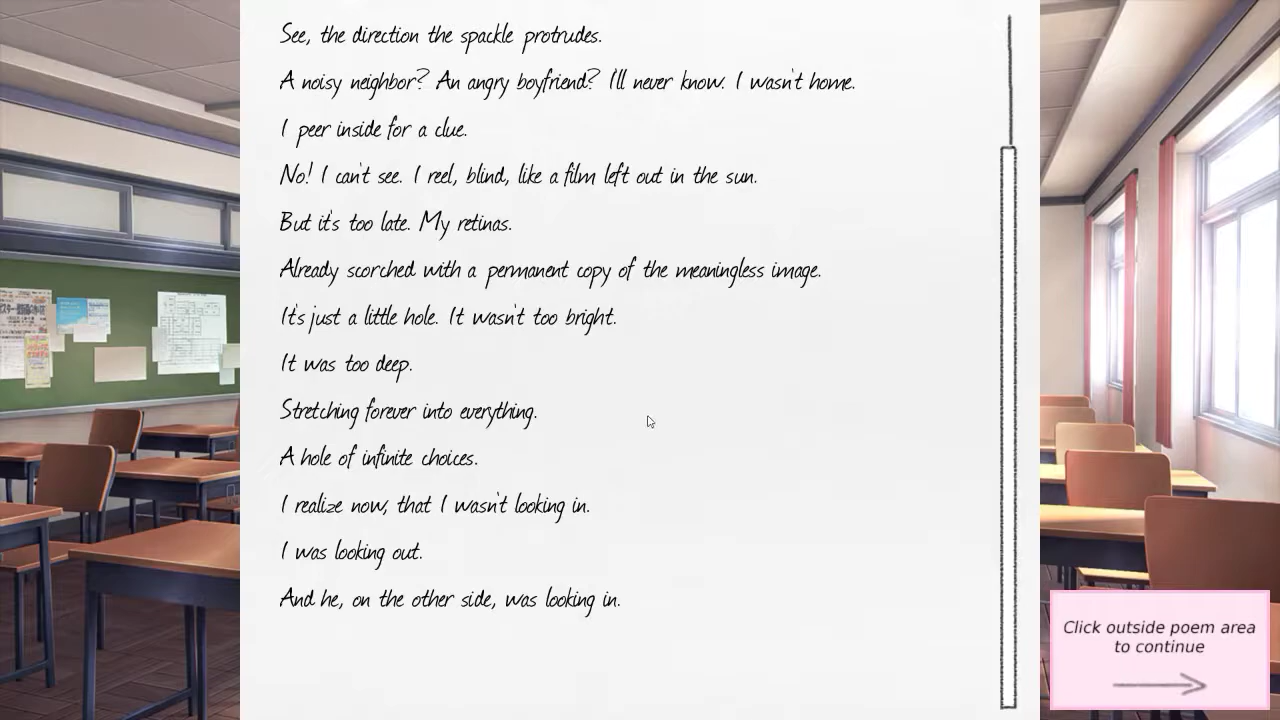 See, the direction the spackle protrudes.
A noisy neighbor? An angry boyfriend? I'll never know. I wasn't home.
I peer inside for a clue.
No! I can't see. I reel, blind, like a film left out in the sun.
But it's too late. My retinas.
Already scorched with a permanent copy of the meaningless image.
It's just a little hole. It wasn't too bright.
It was too deep.
Stretching forever into everything.
A hole of infinite choices.
I realize now, that I wasn't looking in.
I was looking out.
And he, on the other side, was looking in.
Click outside poem area
to continue